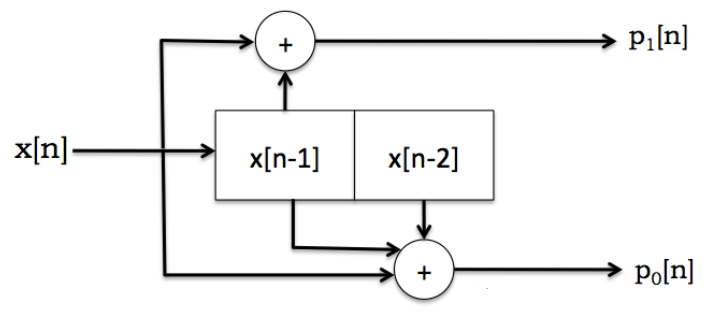 +
p₁[n]
x[n]
x[n-1]
x[n-2]
+
p₀[n]